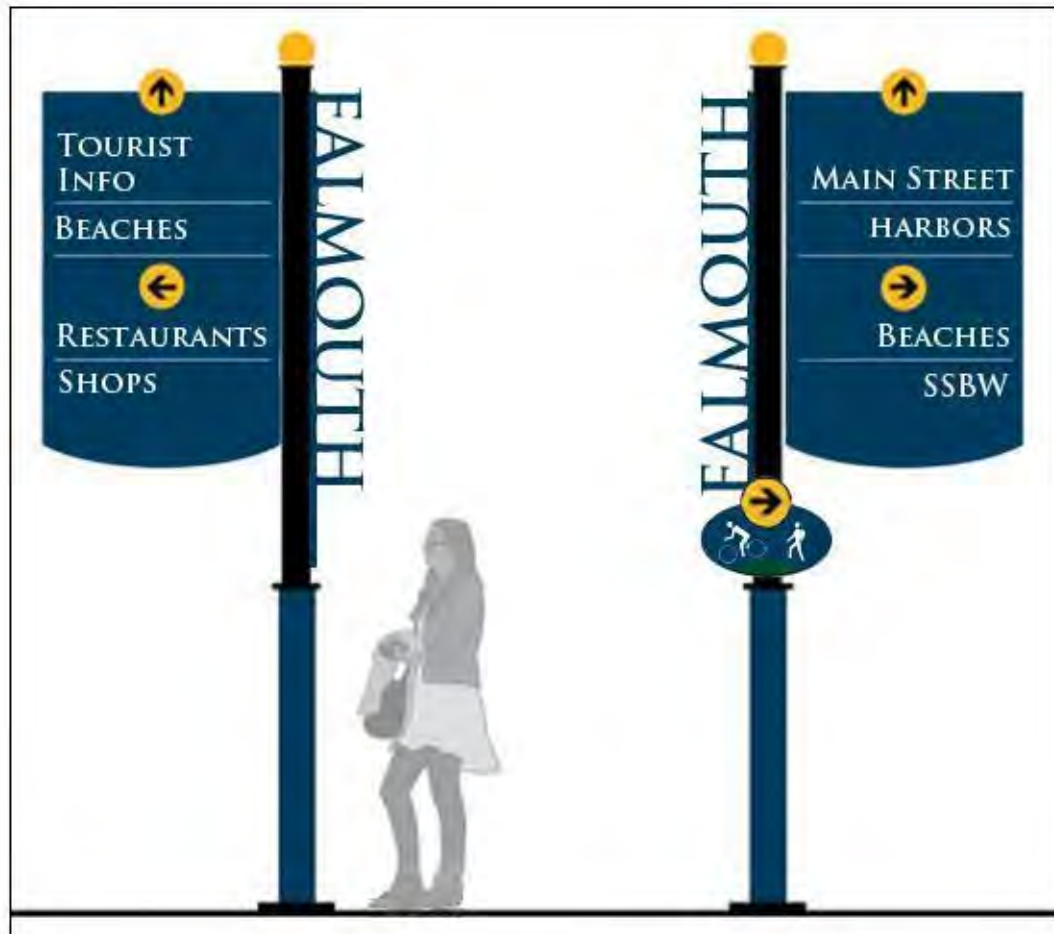 TOURIST
INFO
BEACHES
RESTAURANTS
SHOPS
FALMOUTH
FALMOUTH
MAIN STREET
HARBORS
BEACHES
SSBW